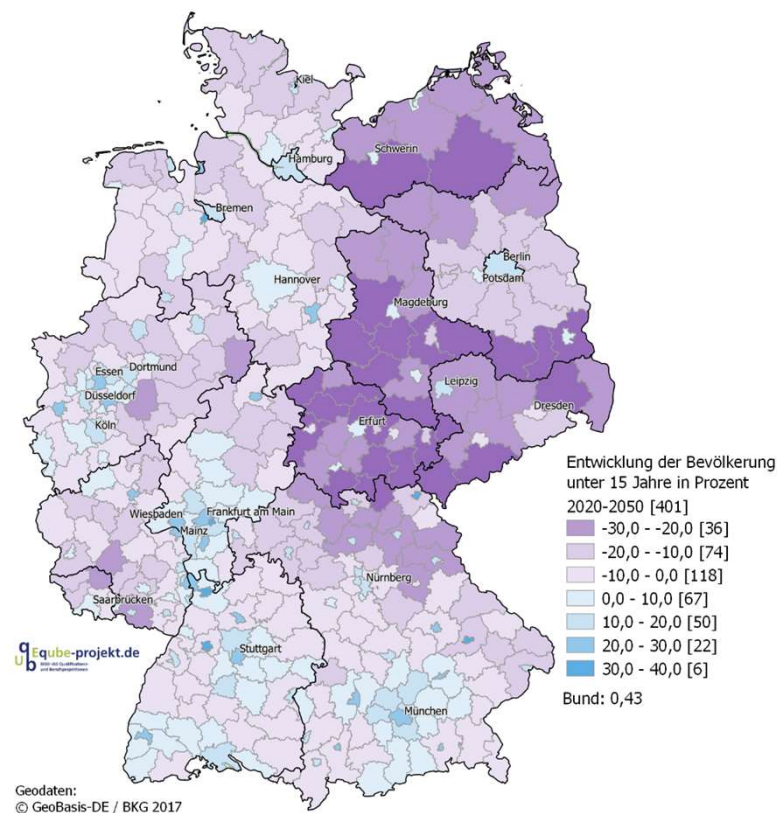 Kiel
Schwerin
Hamburg
Bremen
Berlin
Potsdam
Hannover
Magdeburg
Essen
Dortmund
Düsseldorf
Leipzig
Köln
Erfurt
Dresden
Wiesbaden
Frankfurt am Main
Mainz
Saarbrücken
Nürnberg
Stuttgart
München
Entwicklung der Bevölkerung
unter 15 Jahre in Prozent
2020-2050 [401]
-30,0 - -20,0 [36]
-20,0 - -10,0 [74]
-10,0 - 0,0 [118]
0,0 - 10,0 [67]
10,0 - 20,0 [50]
20,0 - 30,0 [22]
30,0 - 40,0 [6]
Bund: 0,43
Eqube-projekt.de
Geodaten:
© GeoBasis-DE / BKG 2017